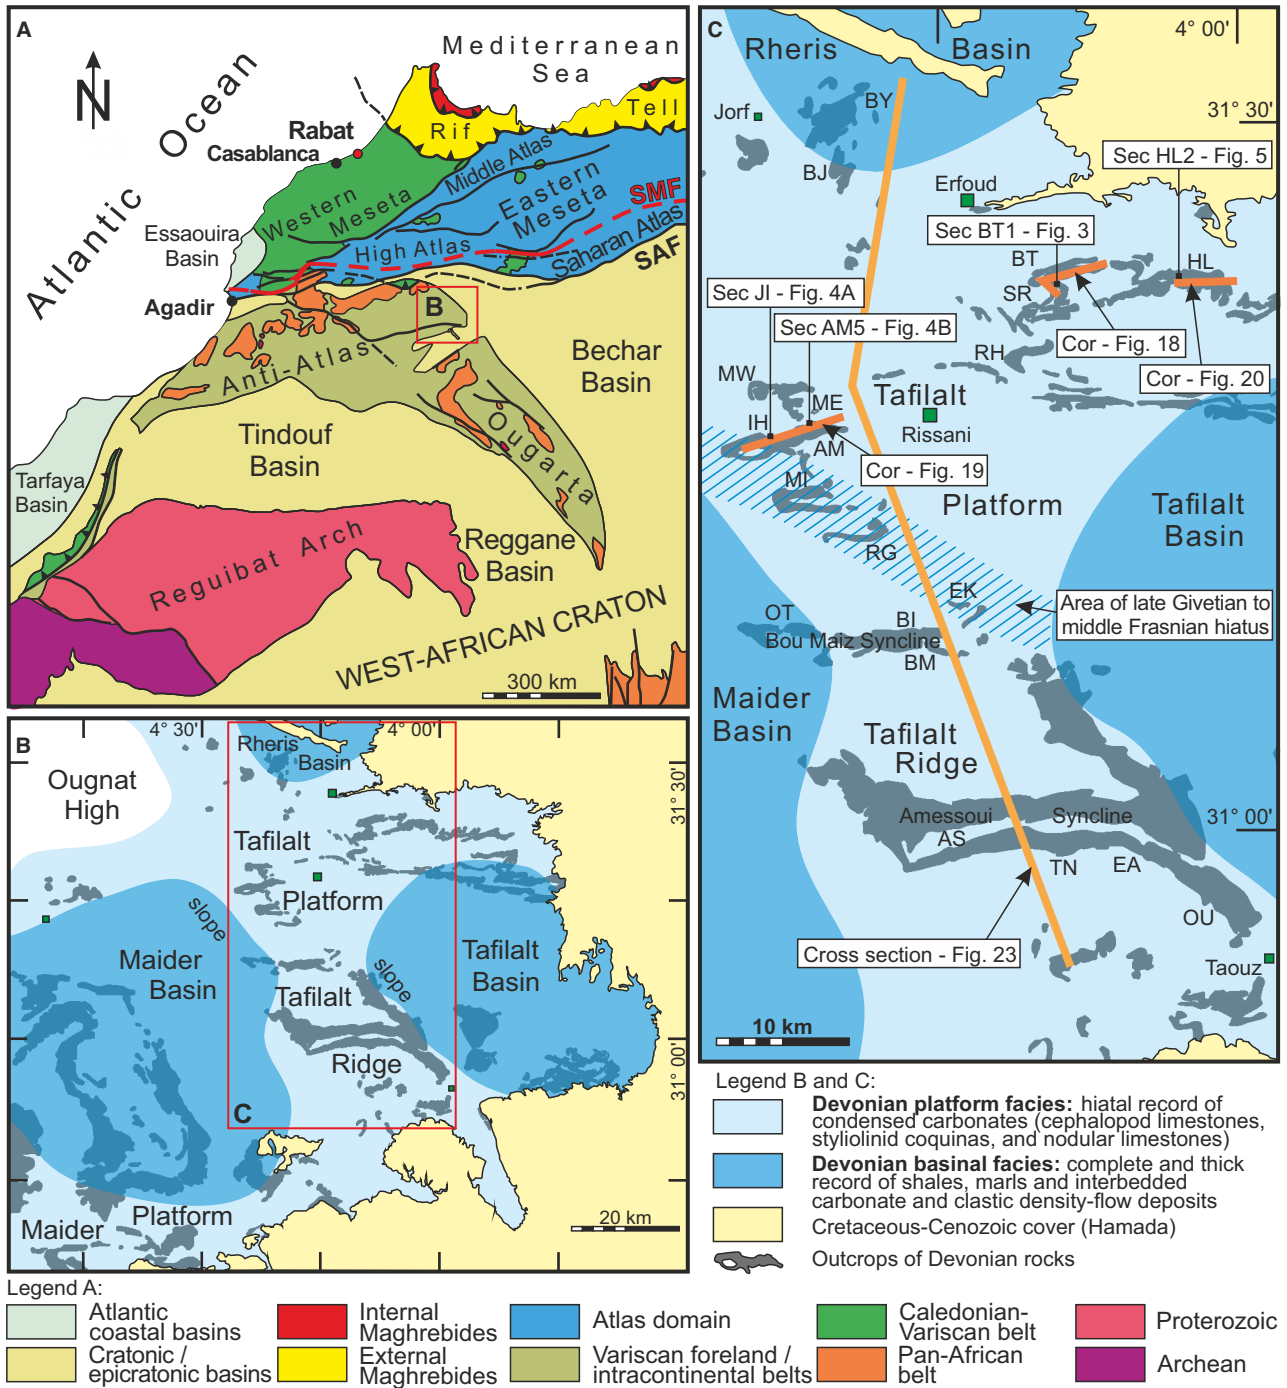 A
N
Mediterranean
Sea
Atlantic Ocean
Rabat
Casablanca
Rif
Tell
Middle Atlas
Western
Meseta
Eastern
Meseta
SMF
Essaouira
Basin
High Atlas
Saharan Atlas
SAF
Agadir
B
Anti-Atlas
Bechar
Basin
Ougarta
Tindouf
Basin
Tarfaya
Basin
Reguibat Arch
Reggane
Basin
WEST-AFRICAN CRATON
300 km
B
4° 30'
4° 00'
31° 30'
31° 00'
Rheris
Basin
Ougnat
High
Tafilalt
Platform
slope
Maider
Basin
Tafilalt
Basin
slope
Tafilalt
Ridge
C
Maider
Platform
20 km
C
4° 00'
Rheris
Basin
Jorf
BY
31° 30'
BJ
Sec HL2 - Fig. 5
Erfoud
Sec BT1 - Fig. 3
BT
HL
SR
Sec JI - Fig. 4A
Sec AM5 - Fig. 4B
Cor - Fig. 18
RH
Cor - Fig. 20
MW
ME
Tafilalt
IH
Rissani
AM
Cor - Fig. 19
MI
Platform
Tafilalt
Basin
RG
EK
Area of late Givetian to
middle Frasnian hiatus
OT
BI
Bou Maiz Syncline
BM
Maider
Basin
Tafilalt
Ridge
Amessoui
Syncline
31° 00'
AS
TN
EA
OU
Cross section - Fig. 23
Taouz
10 km
Legend B and C:
Devonian platform facies: hiatal record of
condensed carbonates (cephalopod limestones,
styliolinid coquinas, and nodular limestones)
Devonian basinal facies: complete and thick
record of shales, marls and interbedded
carbonate and clastic density-flow deposits
Cretaceous-Cenozoic cover (Hamada)
Outcrops of Devonian rocks
Legend A:
Atlantic
coastal basins
Internal
Maghrebides
Atlas domain
Caledonian-
Variscan belt
Proterozoic
Cratonic /
epicratonic basins
External
Maghrebides
Variscan foreland /
intracontinental belts
Pan-African
belt
Archean